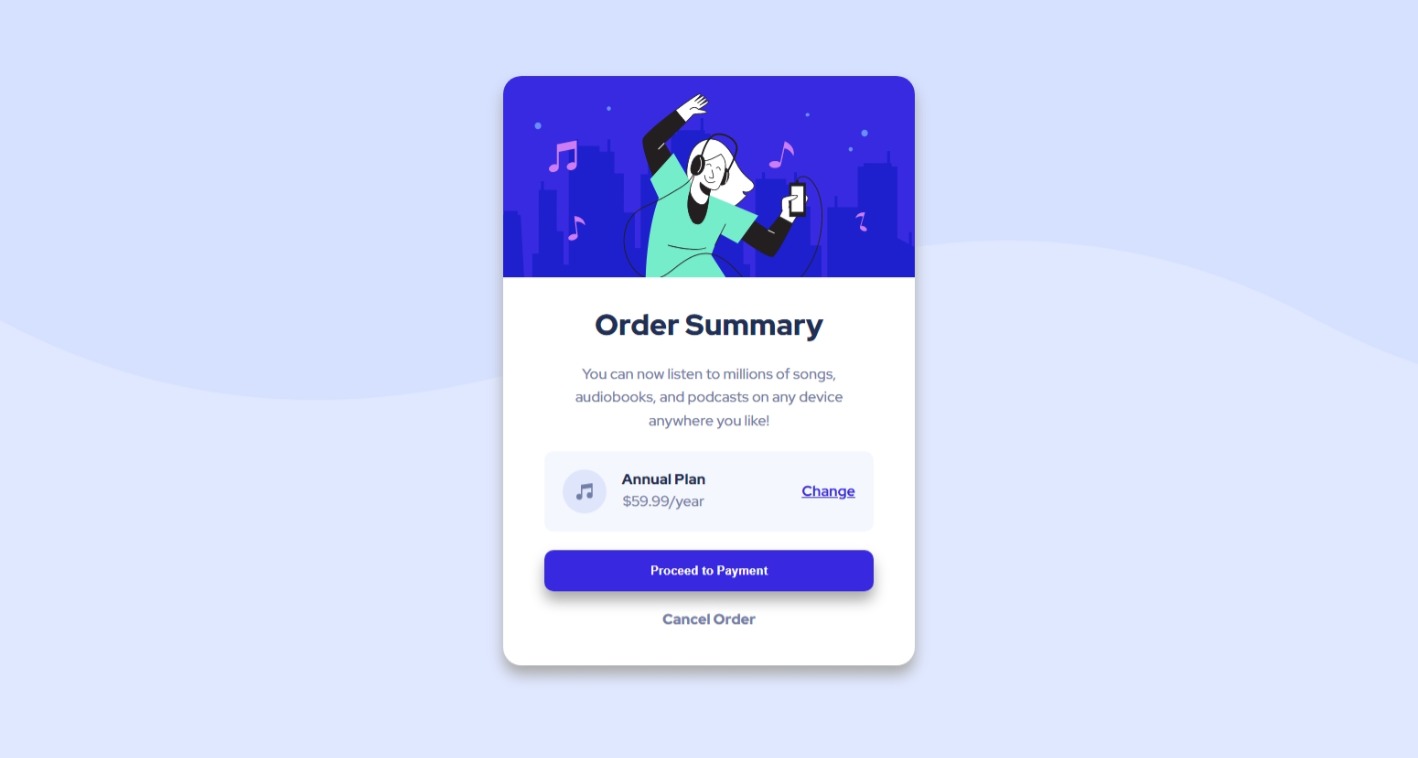 Order Summary
You can now listen to millions of songs,
audiobooks, and podcasts on any device
anywhere you like!
Annual Plan
$59.99/year
Change
Proceed to Payment
Cancel Order